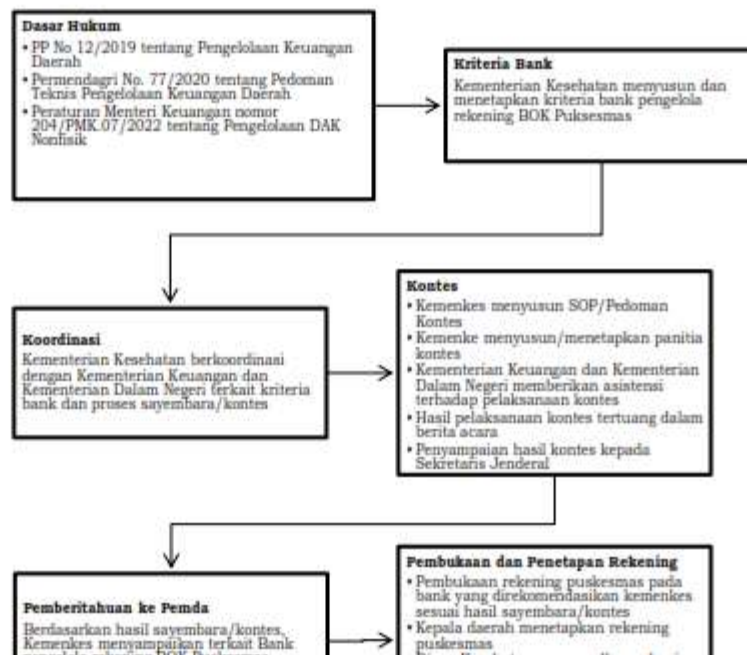 Dasar Hukum
• PP No 12/2019 tentang Pengelolaan Keuangan
Daerah
• Permendagri No. 77/2020 tentang Pedoman
Teknis Pengelolaan Keuangan Daerah
• Peraturan Menteri Keuangan nomor
204/PMK.07/2022 tentang Pengelolaan DAK
Nonfisik
Kriteria Bank
Kementerian Kesehatan menyusun dan
menetapkan kriteria bank pengelola
rekening BOK Puksesmas
Koordinasi
Kementerian Kesehatan berkoordinasi
dengan Kementerian Keuangan dan
Kementerian Dalam Negeri terkait kriteria
bank dan proses sayembara/kontes
Kontes
• Kemenkes menyusun SOP/Pedoman
Kontes
• Kemenke menyusun/menetapkan panitia
kontes
• Kementerian Keuangan dan Kementerian
Dalam Negeri memberikan asistensi
terhadap pelaksanaan kontes
• Hasil pelaksanaan kontes tertuang dalam
berita acara
• Penyampaian hasil kontes kepada
Sekretaris Jenderal
Pemberitahuan ke Pemda
Berdasarkan hasil sayembara/kontes,
Kemenkes menyampaikan terkait Bank
Pembukaan dan Penetapan Rekening
• Pembukaan rekening puskesmas pada
bank yang direkomendasikan kemenkes
sesuai hasil sayembara/kontes
• Kepala daerah menetapkan rekening
puskesmas